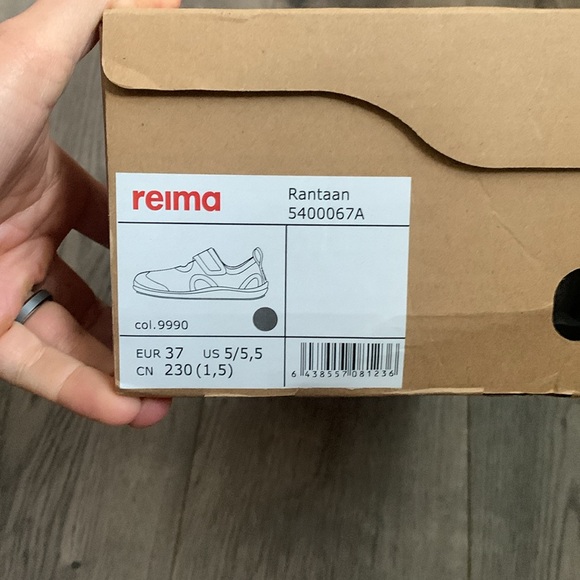 reima
Rantaan
5400067A
col.9990
EUR 37 US 5/5,5
CN 230 (1,5)
6 438557 081236